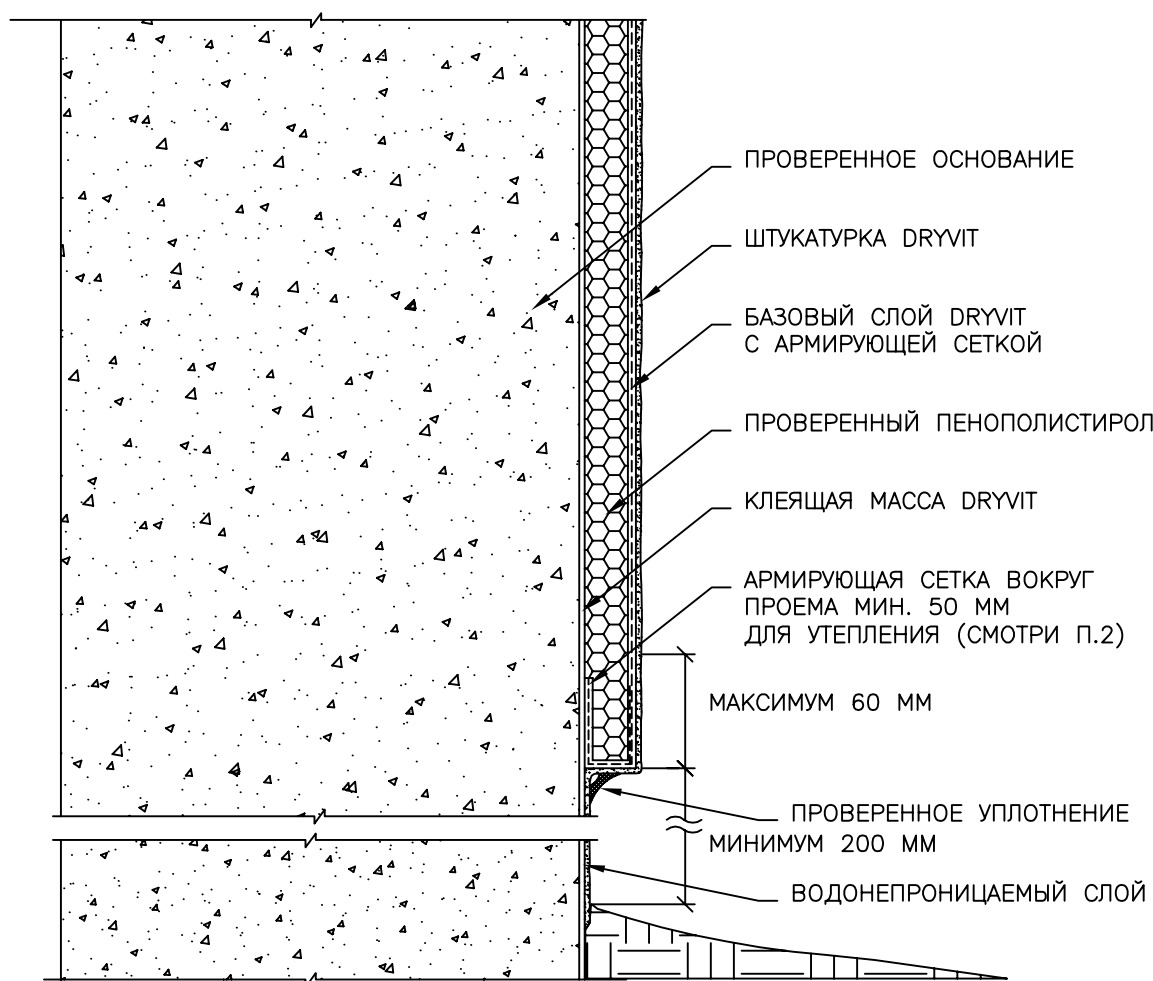 ПРОВЕРЕННОЕ ОСНОВАНИЕ
ШТУКАТУРКА DRYVIT
БАЗОВЫЙ СЛОЙ DRYVIT
С АРМИРУЮЩЕЙ СЕТКОЙ
ПРОВЕРЕННЫЙ ПЕНОПОЛИСТИРОЛ
КЛЕЯЩАЯ МАССА DRYVIT
АРМИРУЮЩАЯ СЕТКА ВОКРУГ
ПРОЕМА МИН. 50 ММ
ДЛЯ УТЕПЛЕНИЯ (СМОТРИ П.2)
МАКСИМУМ 60 ММ
ПРОВЕРЕННОЕ УПЛОТНЕНИЕ
МИНИМУМ 200 ММ
ВОДОНЕПРОНИЦАЕМЫЙ СЛОЙ